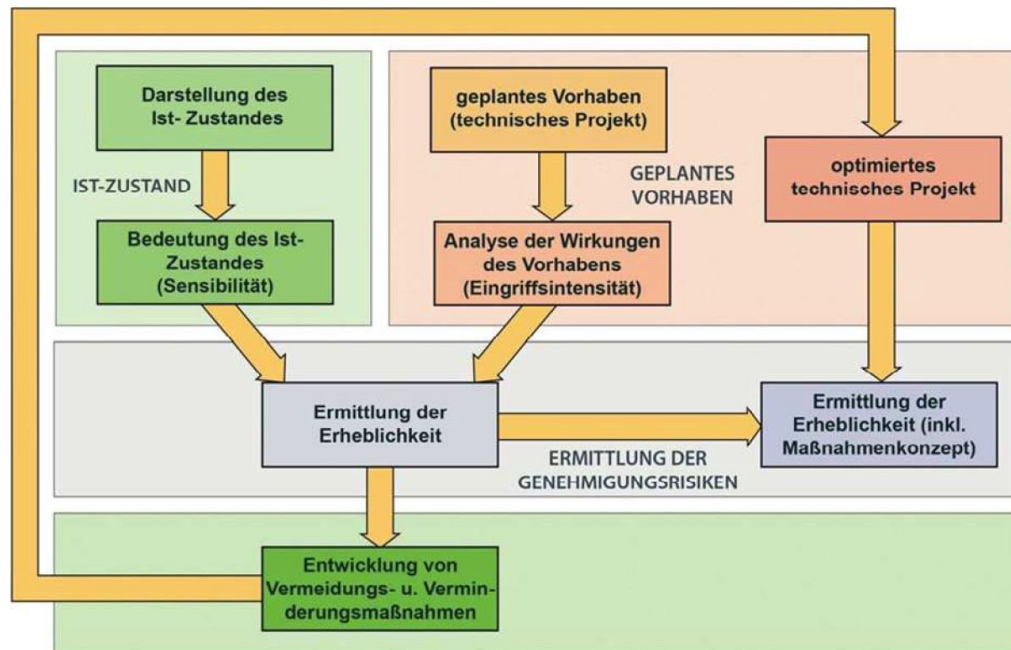 Darstellung des
Ist- Zustandes
geplantes Vorhaben
(technisches Projekt)
optimiertes
technisches Projekt
IST-ZUSTAND
GEPLANTES
VORHABEN
Bedeutung des Ist-
Zustandes
(Sensibilität)
Analyse der Wirkungen
des Vorhabens
(Eingriffsintensität)
Ermittlung der
Erheblichkeit
Ermittlung der
Erheblichkeit (inkl.
Maßnahmenkonzept)
ERMITTLUNG DER
GENEHMIGUNGSRISIKEN
Entwicklung von
Vermeidungs- u. Vermin-
derungsmaßnahmen